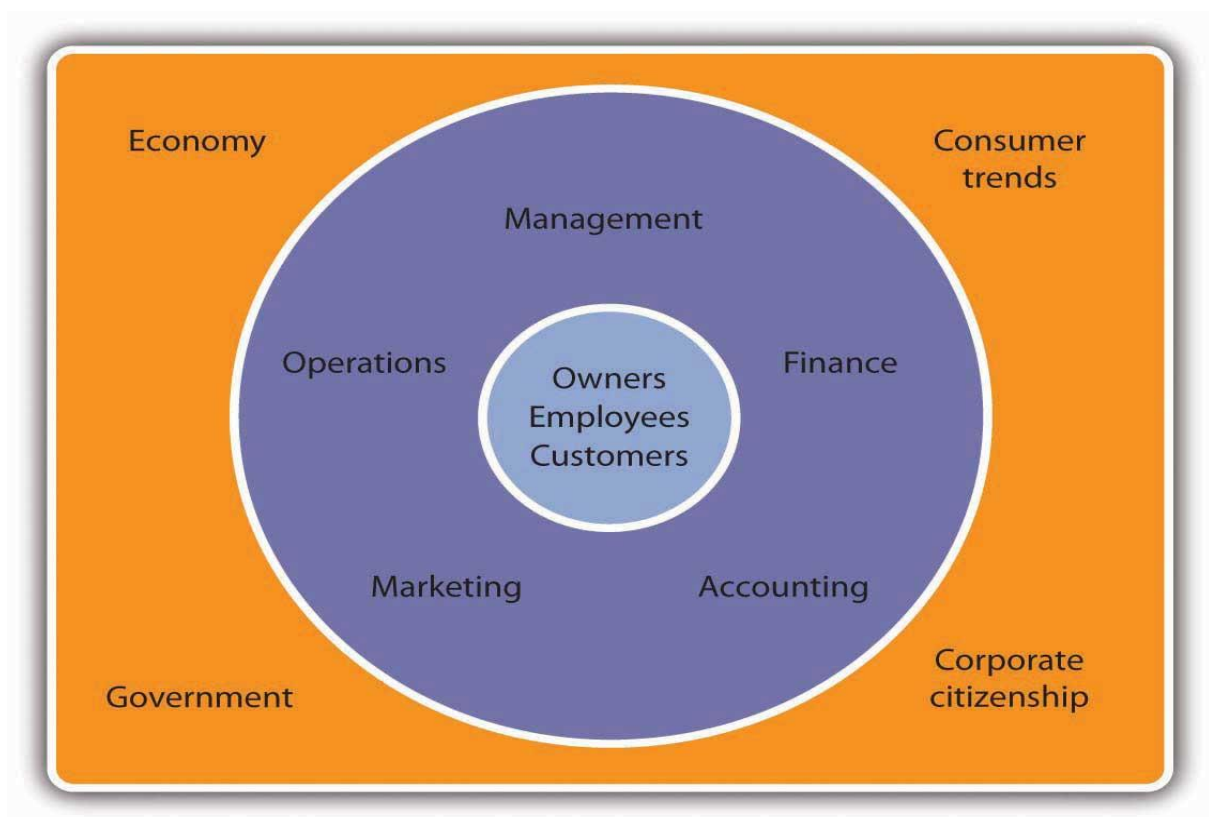 Economy
Consumer
trends
Management
Operations
Owners
Employees
Customers
Finance
Marketing
Accounting
Government
Corporate
citizenship